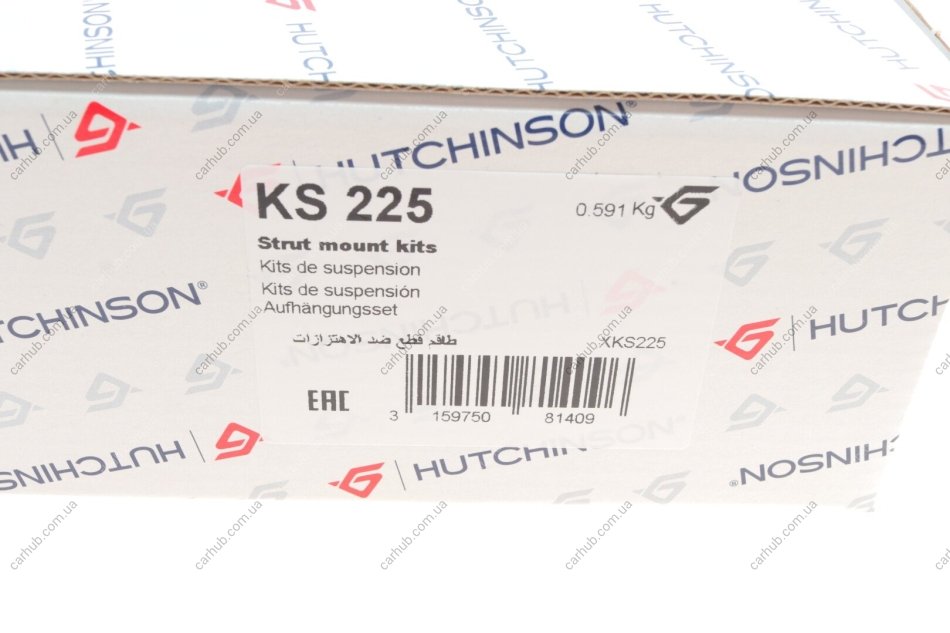 HUTCHINSON
HUTCHINSON®
KS 225
0.591 Kg
Strut mount kits
Kits de suspension
Kits de suspensión
Aufhängungsset
طاقم قطع ضد الاهتزازات
XKS225
EAC
3 159750 81409
HUTCHINSON®
HUTCHINSON
HUTCHINSON
carhub.com.ua